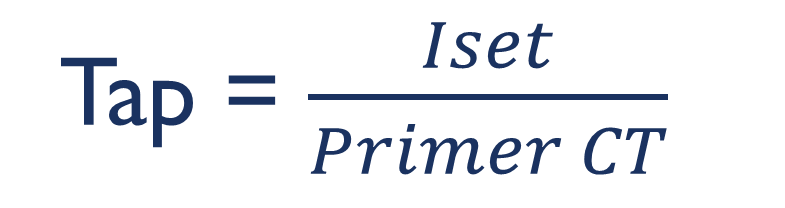 Tap = Iset
Primer CT